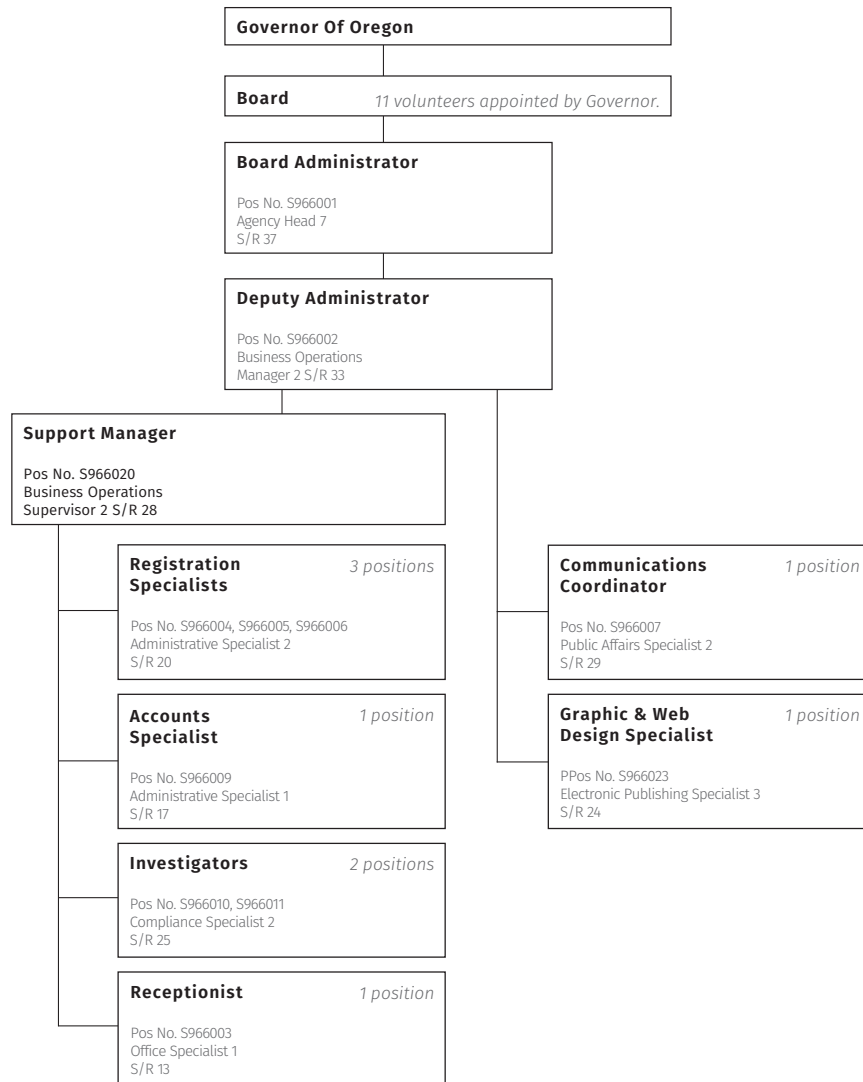 Governor Of Oregon
Board 11 volunteers appointed by Governor.
Board Administrator
Pos No. S966001
Agency Head 7
S/R 37
Deputy Administrator
Pos No. S966002
Business Operations
Manager 2 S/R 33
Support Manager
Pos No. S966020
Business Operations
Supervisor 2 S/R 28
Registration 3 positions
Specialists
Pos No. S966004, S966005, S966006
Administrative Specialist 2
S/R 20
Accounts 1 position
Specialist
Pos No. S966009
Administrative Specialist 1
S/R 17
Investigators 2 positions
Pos No. S966010, S966011
Compliance Specialist 2
S/R 25
Receptionist 1 position
Pos No. S966003
Office Specialist 1
S/R 13
Communications 1 position
Coordinator
Pos No. S966007
Public Affairs Specialist 2
S/R 29
Graphic & Web 1 position
Design Specialist
PPos No. S966023
Electronic Publishing Specialist 3
S/R 24